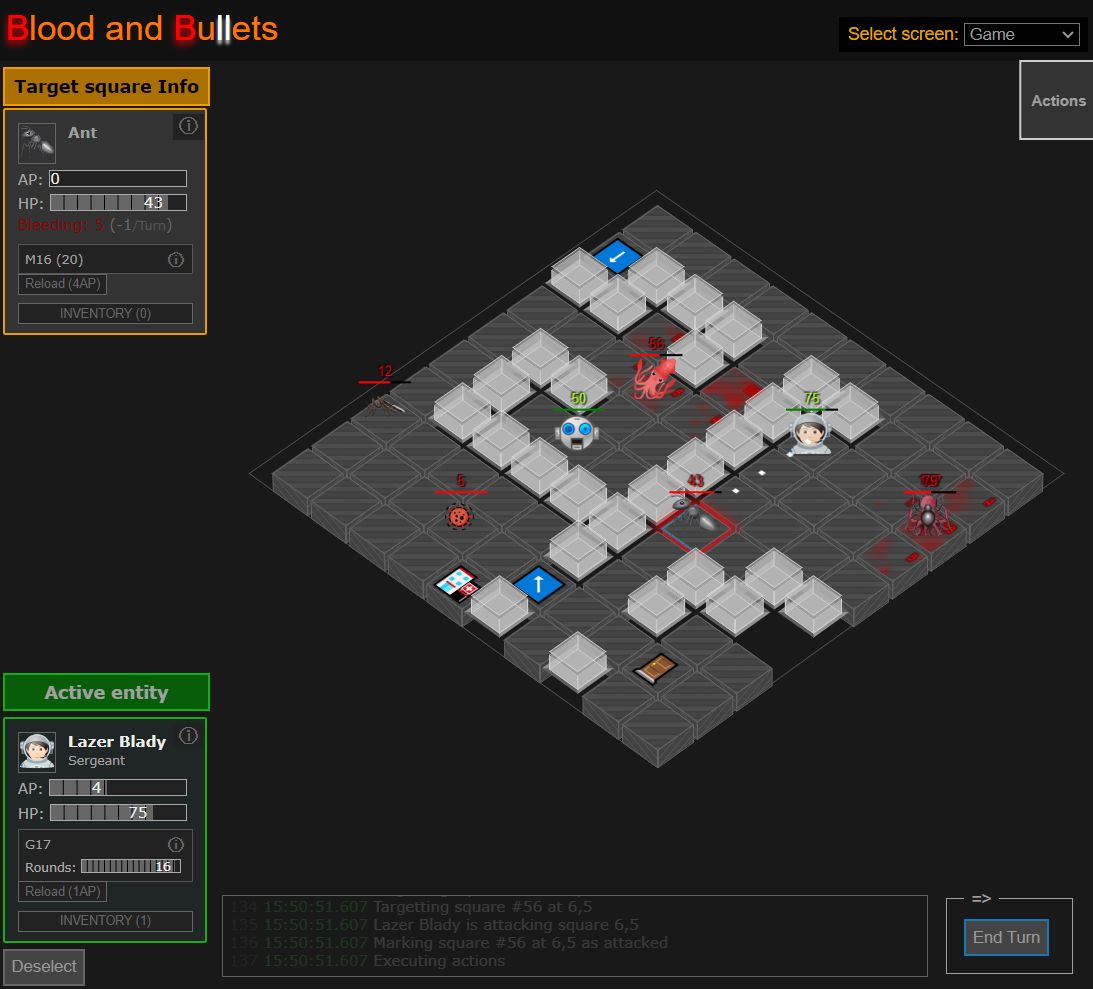 Blood and Bullets
Select screen: Game
Target square Info
Actions
Ant
AP: 0
HP: 43
Bleeding: 5 (-1/Turn)
M16 (20)
Reload (4AP)
INVENTORY (0)
56
12
50
75
5
43
Active entity
Lazer Blady
Sergeant
AP: 4
HP: 75
G17
Rounds: 16
Reload (1AP)
INVENTORY (1)
Deselect
134 15:50:51.607 Targetting square #56 at 6,5
135 15:50:51.607 Lazer Blady is attacking square 6,5
136 15:50:51.607 Marking square #56 at 6,5 as attacked
137 15:50:51.607 Executing actions
=>
End Turn